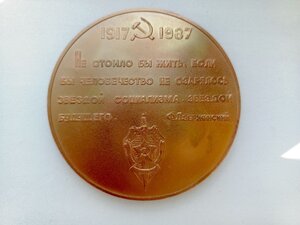 1917 1987
Не стоило бы жить, если
бы человечество не озарялось
звездой социализма, звездой
будущего.
Ф. Дзержинский